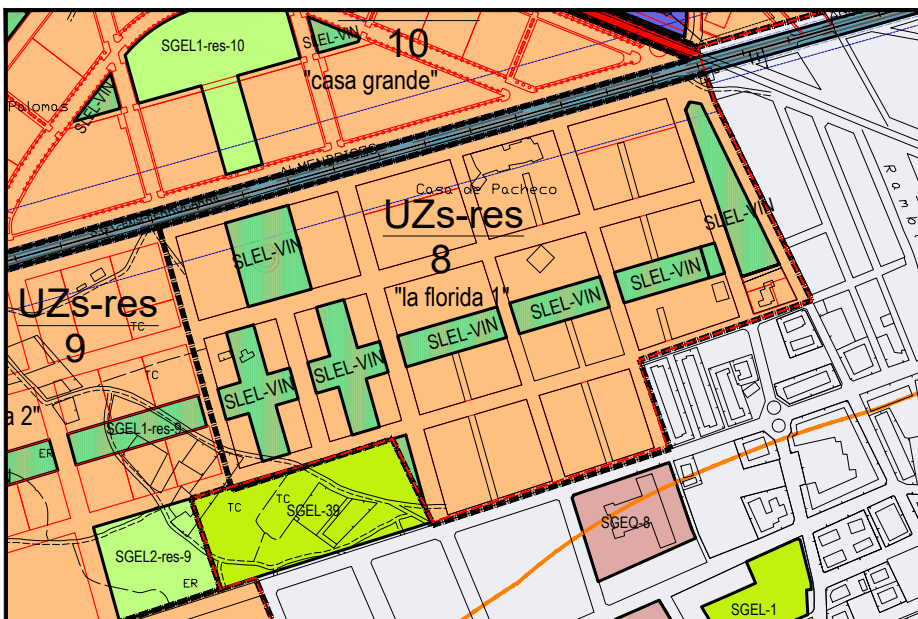 SGEL1-res-10
SLEL-VIN
10
"casa grande"
SLEL-VIN
Palomas
ALMENDRICOS
Casa de Pacheco
UZs-res
8
"la florida 1"
SLEL-VIN
SLEL-VIN
SLEL-VIN
SLEL-VIN
SLEL-VIN
SLEL-VIN
SLEL-VIN
UZs-res
9
TC
TC
a 2"
SGEL1-res-9
ER
TC
TC
SGEL-39
SGEL2-res-9
ER
SGEQ-8
SGEL-1